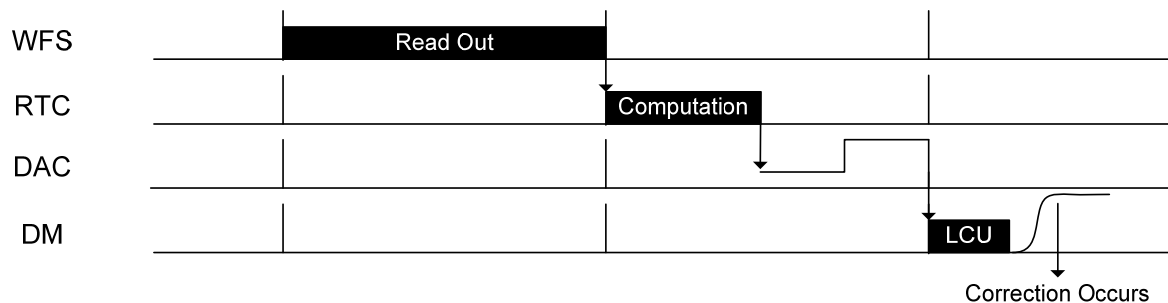 WFS
Read Out
RTC
Computation
DAC
DM
LCU
Correction Occurs